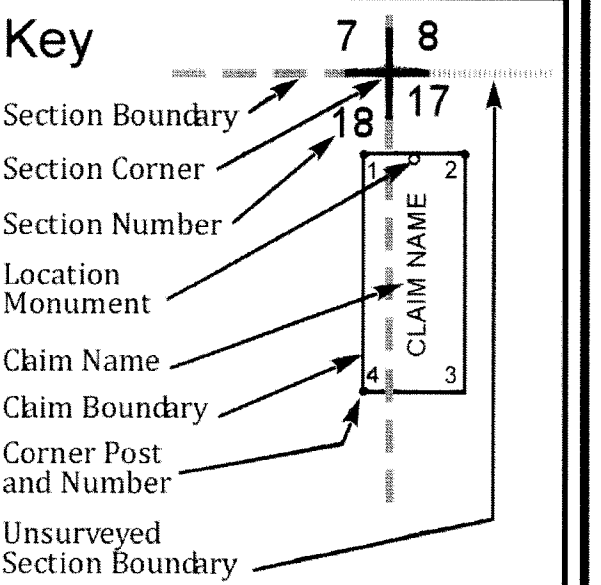 Key
7 8
18 17
Section Boundary
Section Corner
Section Number
Location
Monument
Claim Name
Claim Boundary
Corner Post
and Number
Unsurveyed
Section Boundary
1 2
CLAIM NAME
4 3